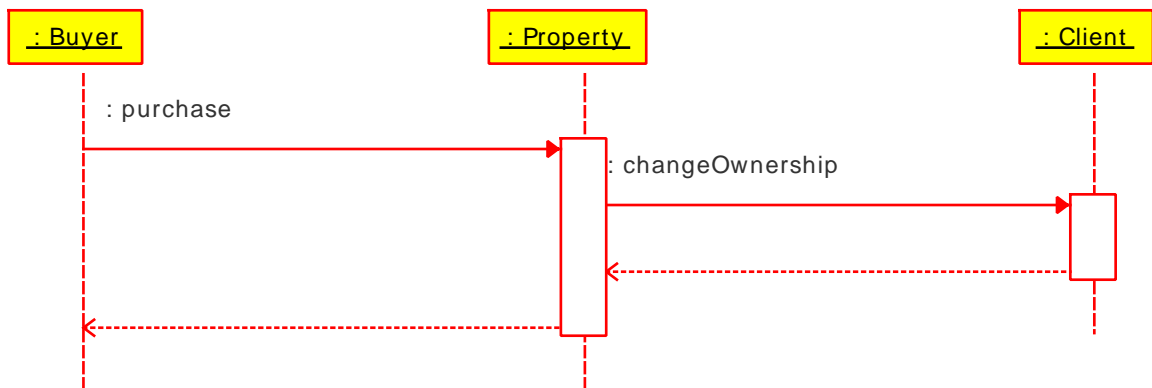 : Buyer
: Property
: Client
: purchase
: changeOwnership